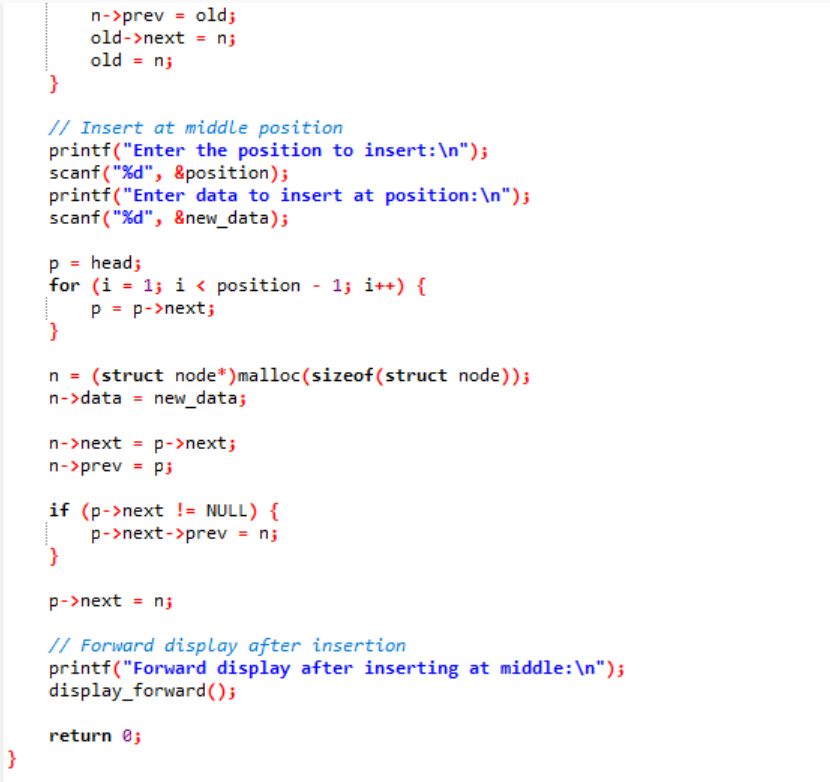 n->prev = old;
old->next = n;
old = n;
}
// Insert at middle position
printf("Enter the position to insert:\n");
scanf("%d", &position);
printf("Enter data to insert at position:\n");
scanf("%d", &new_data);
p = head;
for (i = 1; i < position - 1; i++) {
p = p->next;
}
n = (struct node*)malloc(sizeof(struct node));
n->data = new_data;
n->next = p->next;
n->prev = p;
if (p->next != NULL) {
p->next->prev = n;
}
p->next = n;
// Forward display after insertion
printf("Forward display after inserting at middle:\n");
display_forward();
return 0;
}